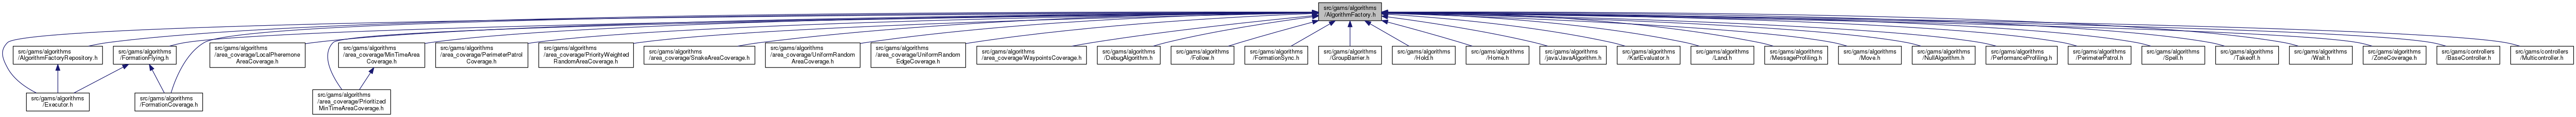 src/gams/algorithms
/AlgorithmFactory.h
src/gams/algorithms
/AlgorithmFactoryRepository.h
src/gams/algorithms
/FormationFlying.h
src/gams/algorithms
/area_coverage/LocalPheremone
AreaCoverage.h
src/gams/algorithms
/area_coverage/MinTimeArea
Coverage.h
src/gams/algorithms
/area_coverage/PerimeterPatrol
Coverage.h
src/gams/algorithms
/area_coverage/PriorityWeighted
RandomAreaCoverage.h
src/gams/algorithms
/area_coverage/SnakeAreaCoverage.h
src/gams/algorithms
/area_coverage/UniformRandom
AreaCoverage.h
src/gams/algorithms
/area_coverage/UniformRandom
EdgeCoverage.h
src/gams/algorithms
/area_coverage/WaypointsCoverage.h
src/gams/algorithms
/DebugAlgorithm.h
src/gams/algorithms
/Follow.h
src/gams/algorithms
/FormationSync.h
src/gams/algorithms
/GroupBarrier.h
src/gams/algorithms
/Hold.h
src/gams/algorithms
/Home.h
src/gams/algorithms
/java/JavaAlgorithm.h
src/gams/algorithms
/KarlEvaluator.h
src/gams/algorithms
/Land.h
src/gams/algorithms
/MessageProfiling.h
src/gams/algorithms
/Move.h
src/gams/algorithms
/NullAlgorithm.h
src/gams/algorithms
/PerformanceProfiling.h
src/gams/algorithms
/PerimeterPatrol.h
src/gams/algorithms
/Spell.h
src/gams/algorithms
/Takeoff.h
src/gams/algorithms
/Wait.h
src/gams/algorithms
/ZoneCoverage.h
src/gams/controllers
/BaseController.h
src/gams/controllers
/Multicontroller.h
src/gams/algorithms
/Executor.h
src/gams/algorithms
/FormationCoverage.h
src/gams/algorithms
/area_coverage/Prioritized
MinTimeAreaCoverage.h